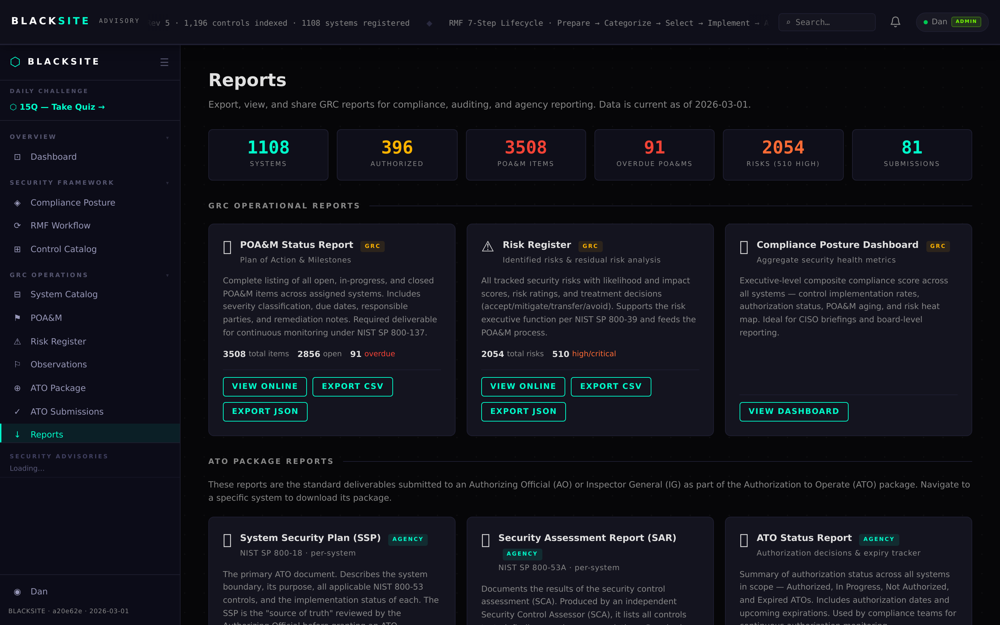 BLACKSITE ADVISORY
Rev 5 · 1,196 controls indexed · 1108 systems registered ◆ RMF 7-Step Lifecycle · Prepare → Categorize → Select → Implement →
Search…
Dan ADMIN
BLACKSITE
DAILY CHALLENGE
15Q — Take Quiz →
OVERVIEW
Dashboard
SECURITY FRAMEWORK
Compliance Posture
RMF Workflow
Control Catalog
GRC OPERATIONS
System Catalog
POA&M
Risk Register
Observations
ATO Package
ATO Submissions
Reports
SECURITY ADVISORIES
Loading…
Dan
BLACKSITE · a20e62e · 2026-03-01
Reports
Export, view, and share GRC reports for compliance, auditing, and agency reporting. Data is current as of 2026-03-01.
1108
SYSTEMS
396
AUTHORIZED
3508
POA&M ITEMS
91
OVERDUE POA&MS
2054
RISKS (510 HIGH)
81
SUBMISSIONS
GRC OPERATIONAL REPORTS
POA&M Status Report GRC
Plan of Action & Milestones
Complete listing of all open, in-progress, and closed
POA&M items across assigned systems. Includes
severity classification, due dates, responsible
parties, and remediation notes. Required deliverable
for continuous monitoring under NIST SP 800-137.
3508 total items 2856 open 91 overdue
VIEW ONLINE EXPORT CSV
EXPORT JSON
Risk Register GRC
Identified risks & residual risk analysis
All tracked security risks with likelihood and impact
scores, risk ratings, and treatment decisions
(accept/mitigate/transfer/avoid). Supports the risk
executive function per NIST SP 800-39 and feeds the
POA&M process.
2054 total risks 510 high/critical
VIEW ONLINE EXPORT CSV
EXPORT JSON
Compliance Posture Dashboard GRC
Aggregate security health metrics
Executive-level composite compliance score across
all systems — control implementation rates,
authorization status, POA&M aging, and risk heat
map. Ideal for CISO briefings and board-level
reporting.
VIEW DASHBOARD
ATO PACKAGE REPORTS
These reports are the standard deliverables submitted to an Authorizing Official (AO) or Inspector General (IG) as part of the Authorization to Operate (ATO) package. Navigate to
a specific system to download its package.
System Security Plan (SSP) AGENCY
NIST SP 800-18 · per-system
The primary ATO document. Describes the system
boundary, its purpose, all applicable NIST 800-53
controls, and the implementation status of each. The
SSP is the "source of truth" reviewed by the
Authorizing Official before granting an ATO.
Security Assessment Report (SAR)
AGENCY
NIST SP 800-53A · per-system
Documents the results of the security control
assessment (SCA). Produced by an independent
Security Control Assessor (SCA), it lists all controls
ATO Status Report AGENCY
Authorization decisions & expiry tracker
Summary of authorization status across all systems
in scope — Authorized, In Progress, Not Authorized,
and Expired ATOs. Includes authorization dates and
upcoming expirations. Used by compliance teams for
continuous authorization monitoring.